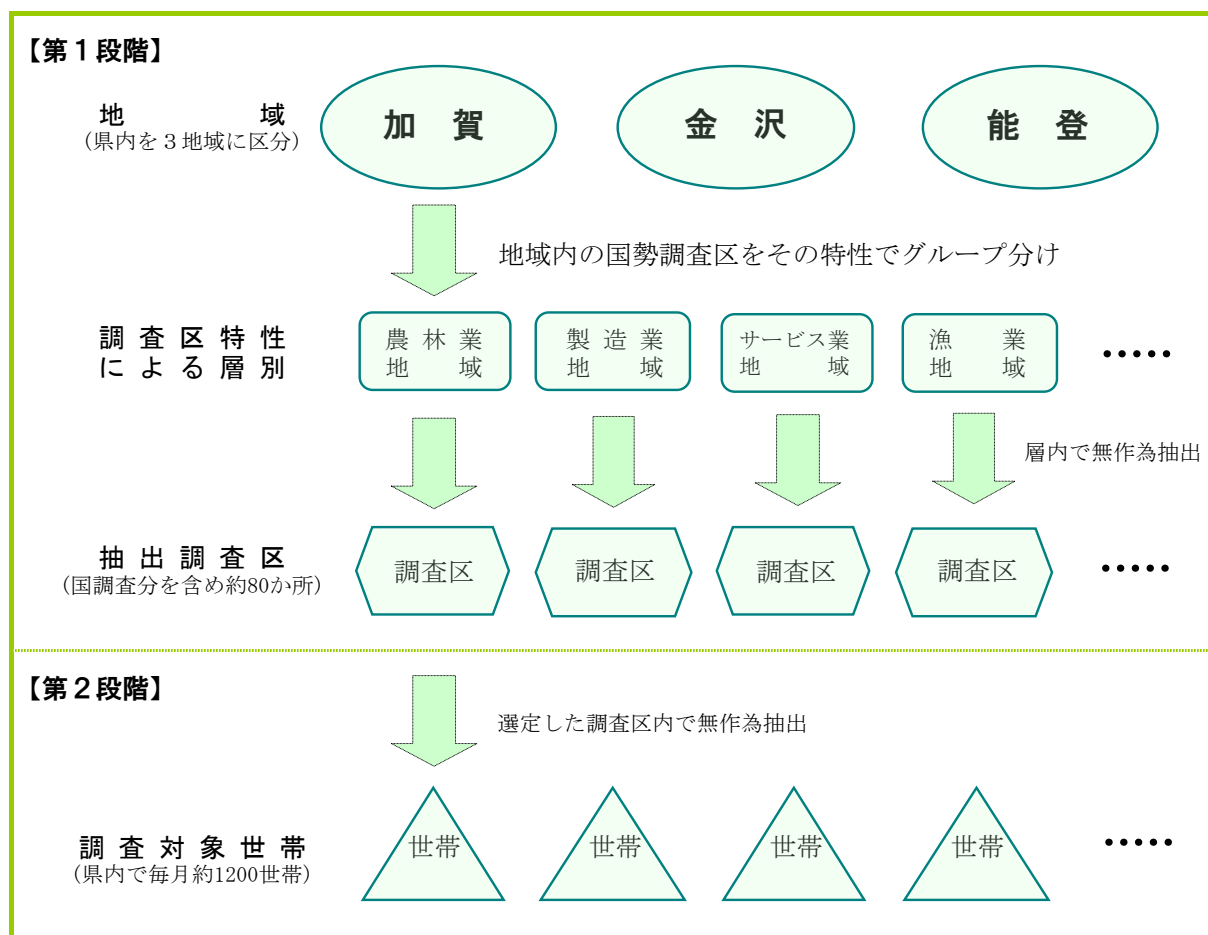 【第１段階】
地域
(県内を３地域に区分)
加賀
金沢
能登
地域内の国勢調査区をその特性でグループ分け
調査区特性
による層別
農林業
地域
製造業
地域
サービス業
地域
漁業
地域
•••••
層内で無作為抽出
抽出調査区
(国調査分を含め約80か所)
調査区
調査区
調査区
調査区
•••••
【第２段階】
選定した調査区内で無作為抽出
調査対象世帯
(県内で毎月約1200世帯)
世帯
世帯
世帯
世帯
•••••